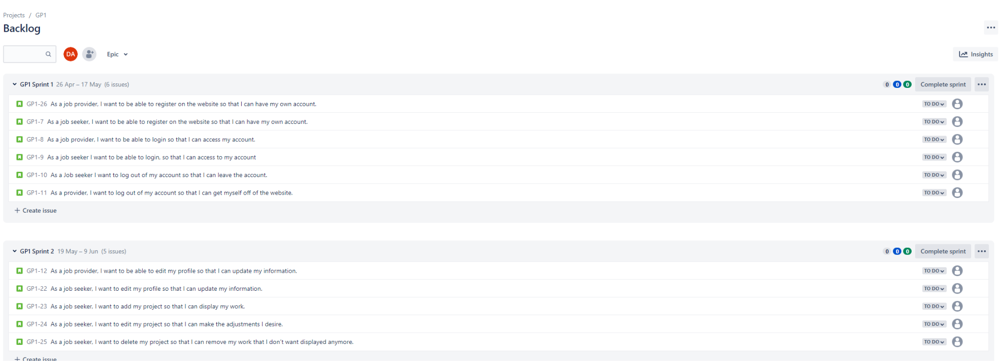 Projects / GP1
Backlog
DA Epic
Insights
GP1 Sprint 1 26 Apr – 17 May (6 issues) 0 0 0 Complete sprint
GP1-26 As a job provider, I want to be able to register on the website so that I can have my own account. TO DO
GP1-7 As a job seeker, I want to be able to register on the website so that I can have my own account. TO DO
GP1-8 As a job provider, I want to be able to login so that I can access my account. TO DO
GP1-9 As a job seeker I want to be able to login, so that I can access to my account TO DO
GP1-10 As a Job seeker I want to log out of my account so that I can leave the account. TO DO
GP1-11 As a provider, I want to log out of my account so that I can get myself off of the website. TO DO
+ Create issue
GP1 Sprint 2 19 May – 9 Jun (5 issues) 0 0 0 Complete sprint
GP1-12 As a job provider, I want to be able to edit my profile so that I can update my information. TO DO
GP1-22 As a job seeker, I want to edit my profile so that I can update my information. TO DO
GP1-23 As a job seeker, I want to add my project so that I can display my work. TO DO
GP1-24 As a job seeker, I want to edit my project so that I can make the adjustments I desire. TO DO
GP1-25 As a job seeker, I want to delete my project so that I can remove my work that I don't want displayed anymore. TO DO
+ Create issue